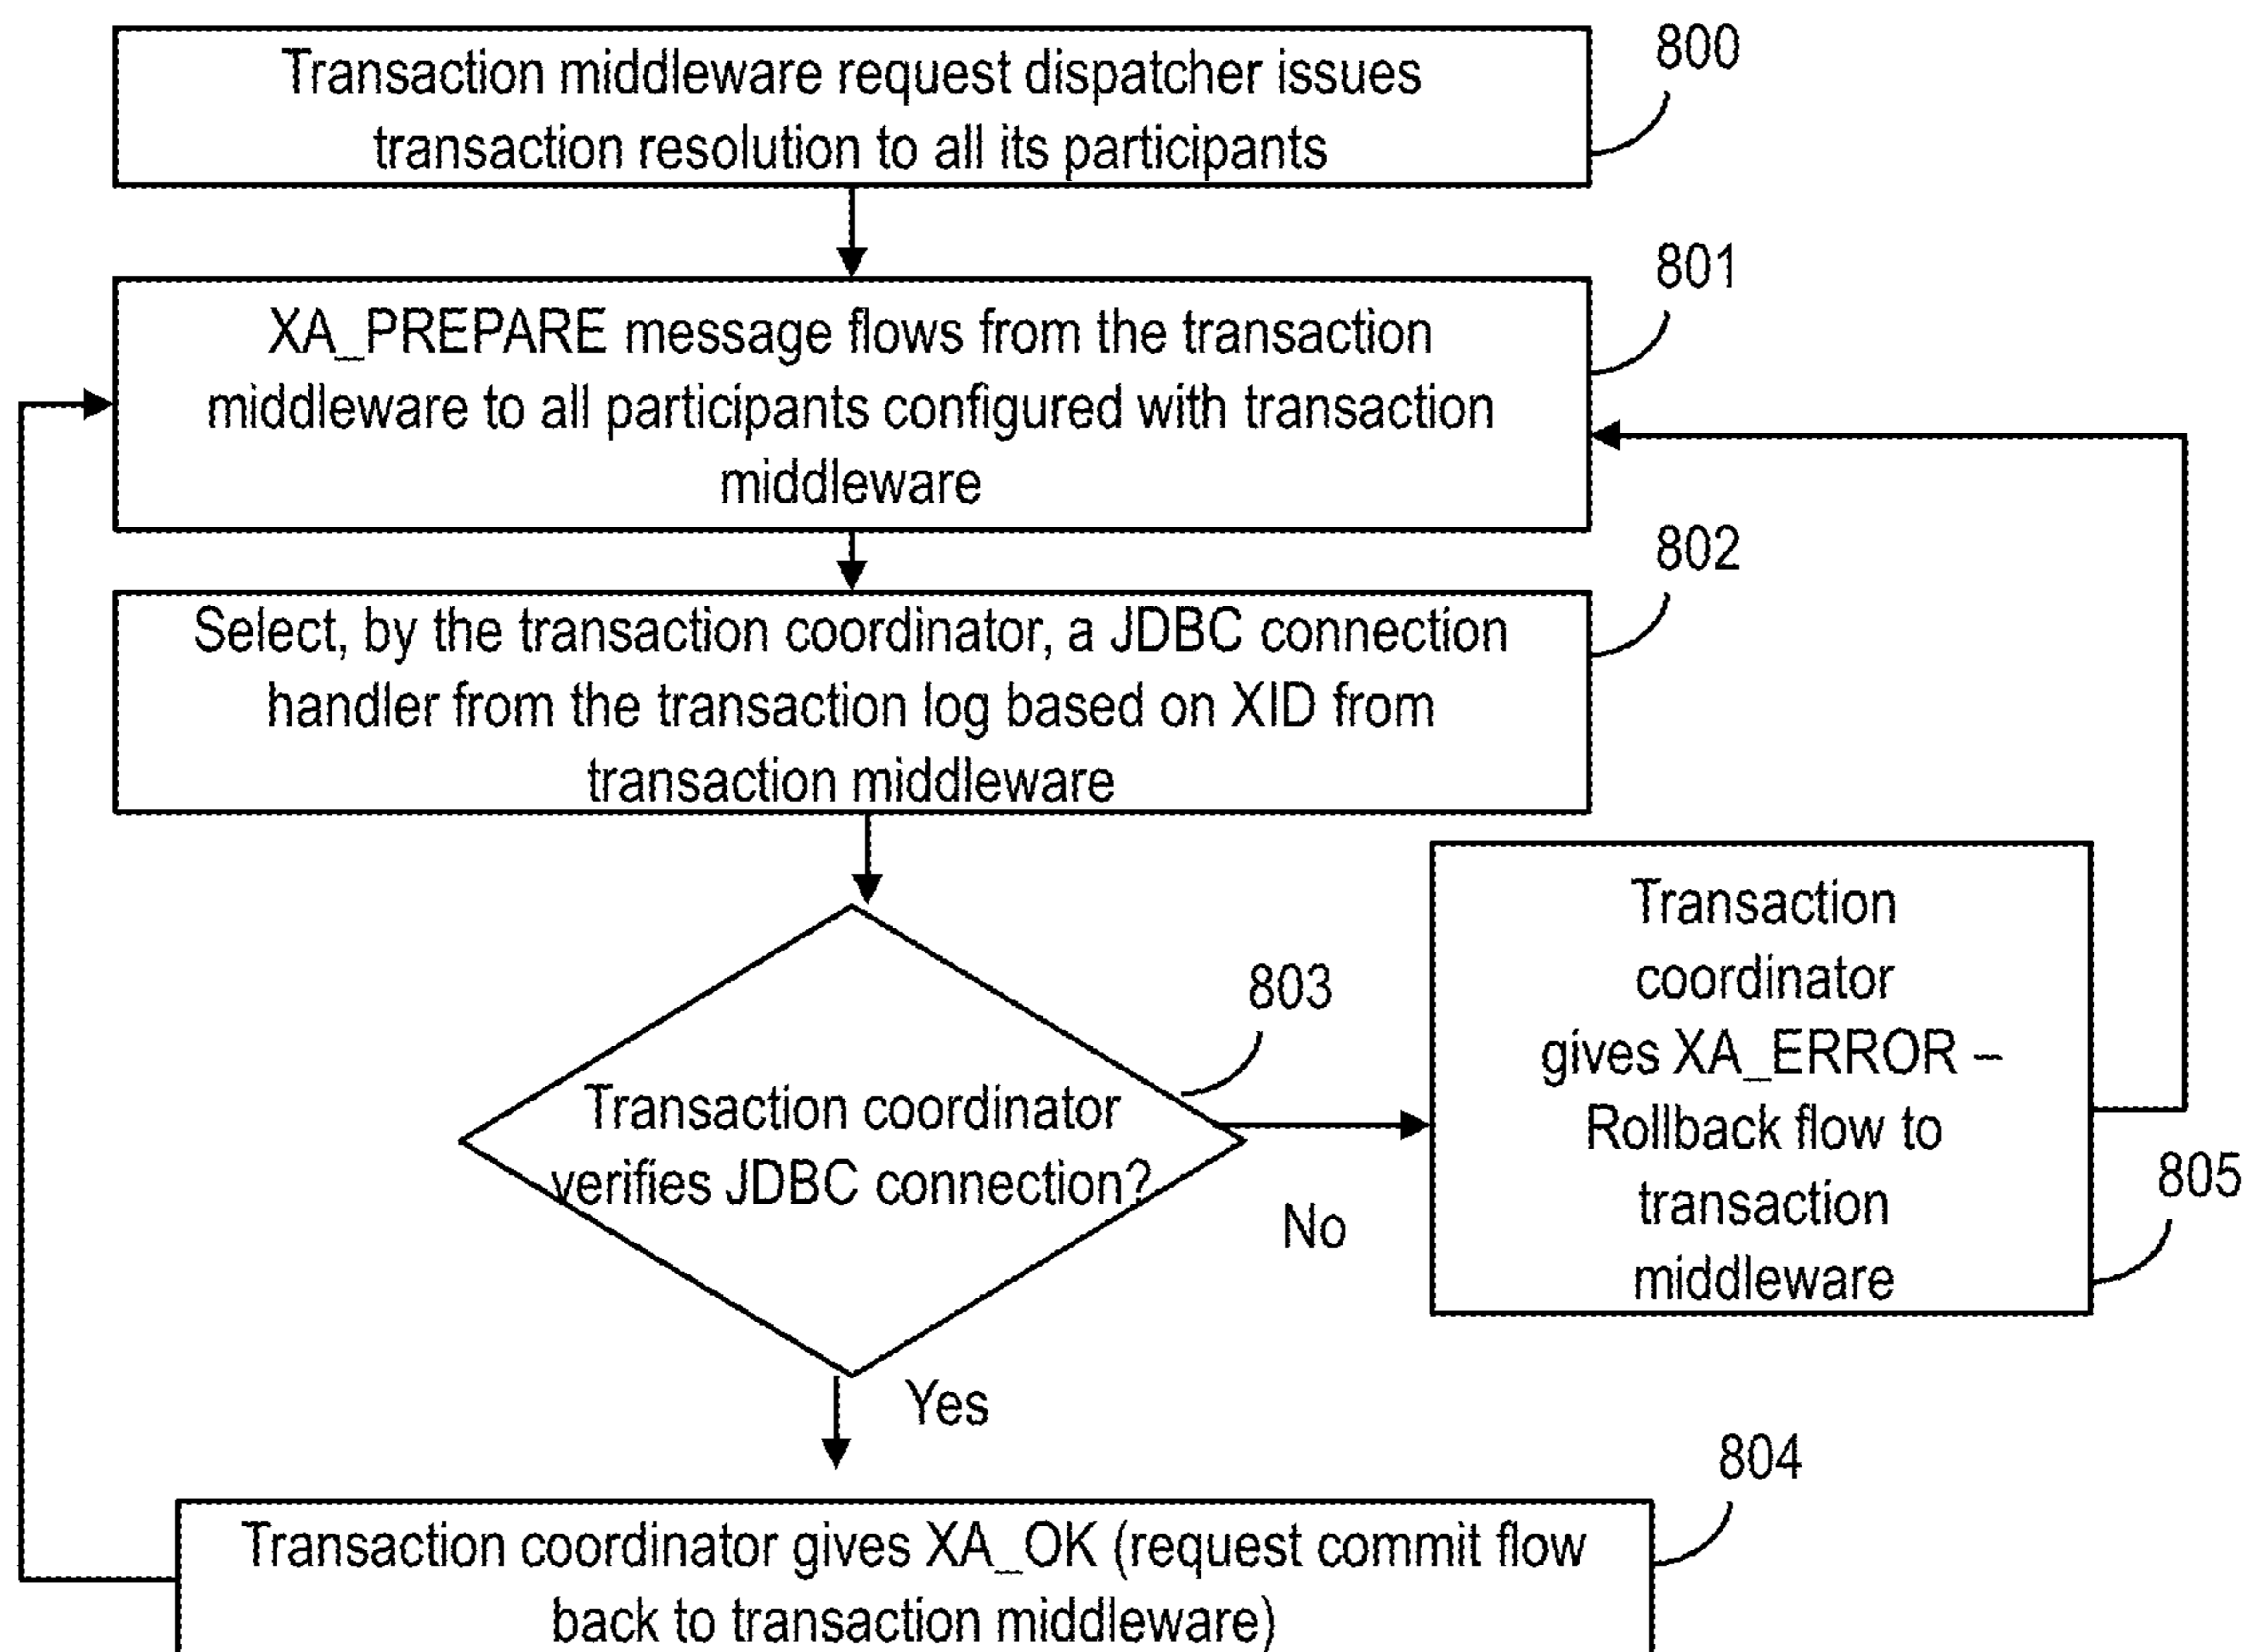 Transaction middleware request dispatcher issues
transaction resolution to all its participants
800
XA_PREPARE message flows from the transaction
middleware to all participants configured with transaction
middleware
801
Select, by the transaction coordinator, a JDBC connection
handler from the transaction log based on XID from
transaction middleware
802
Transaction coordinator
verifies JDBC connection?
803
No
Transaction
coordinator
gives XA_ERROR –
Rollback flow to
transaction
middleware
805
Yes
Transaction coordinator gives XA_OK (request commit flow
back to transaction middleware)
804